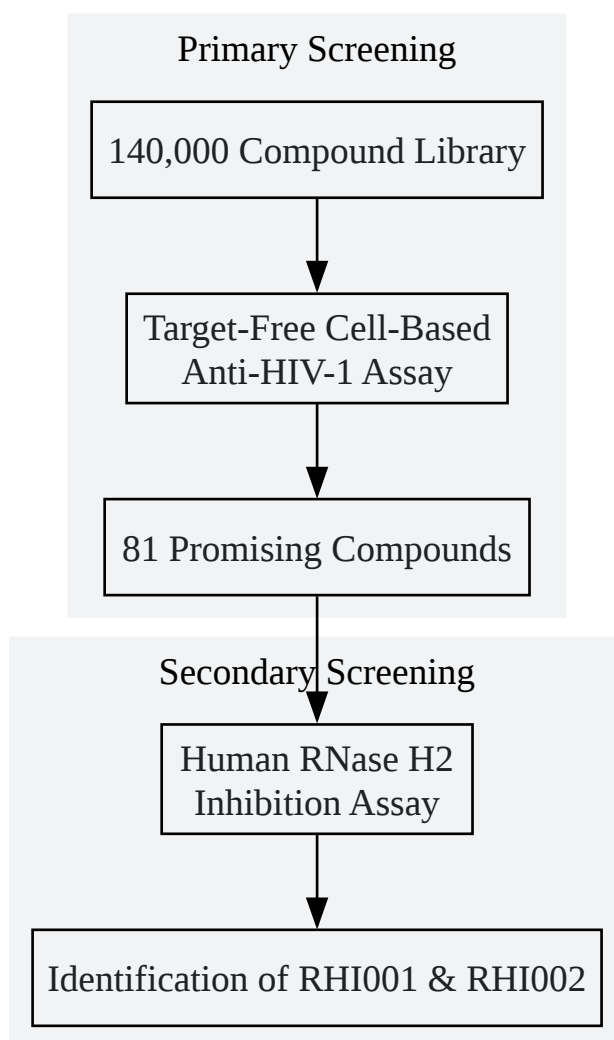 Primary Screening
140,000 Compound Library
Target-Free Cell-Based
Anti-HIV-1 Assay
81 Promising Compounds
Secondary Screening
Human RNase H2
Inhibition Assay
Identification of RHI001 & RHI002